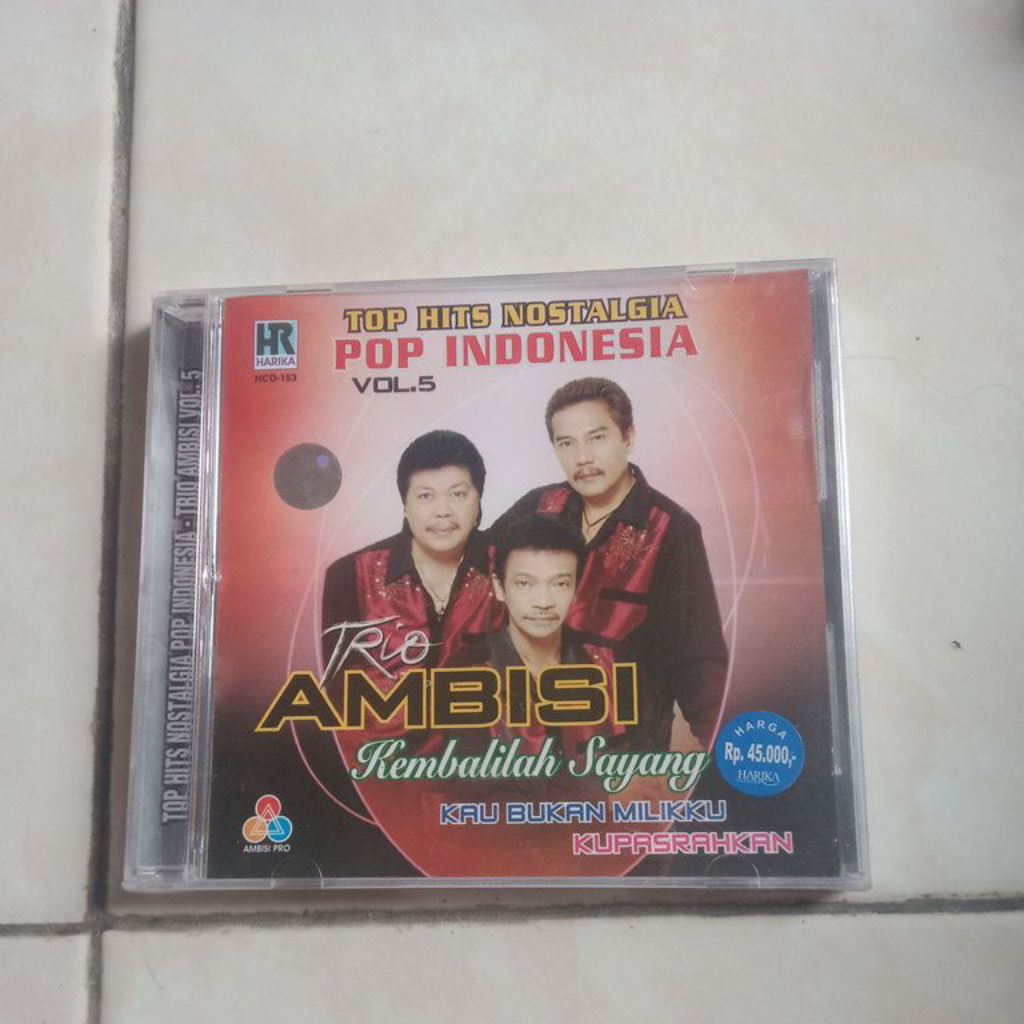 TOP HITS NOSTALGIA
POP INDONESIA
VOL.5
HR
HARIKA
HCD-153
TOP HITS NOSTALGIA POP INDONESIA - TRIO AMBISI VOL. 5
TRIO
AMBISI
Kembalilah Sayang
HARGA
Rp. 45.000,-
HARIKA
KAU BUKAN MILIKKU
KUPASRAHKAN
AMBISI PRO